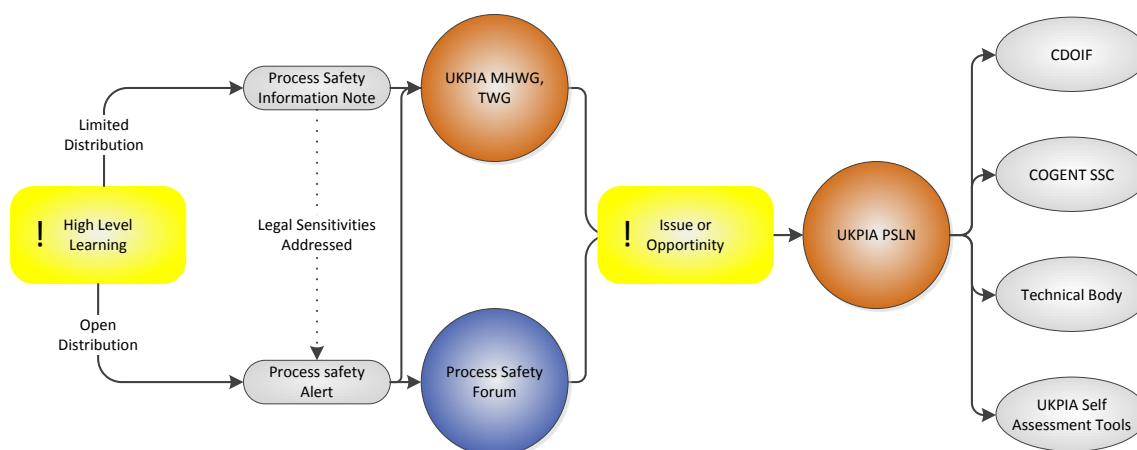 Limited
Distribution
!
High Level
Learning
Open
Distribution
Process Safety
Information Note
Legal Sensitivities
Addressed
Process safety
Alert
UKPIA MHWG,
TWG
Process Safety
Forum
!
Issue or
Opportinity
UKPIA PSLN
CDOIF
COGENT SSC
Technical Body
UKPIA Self
Assessment Tools